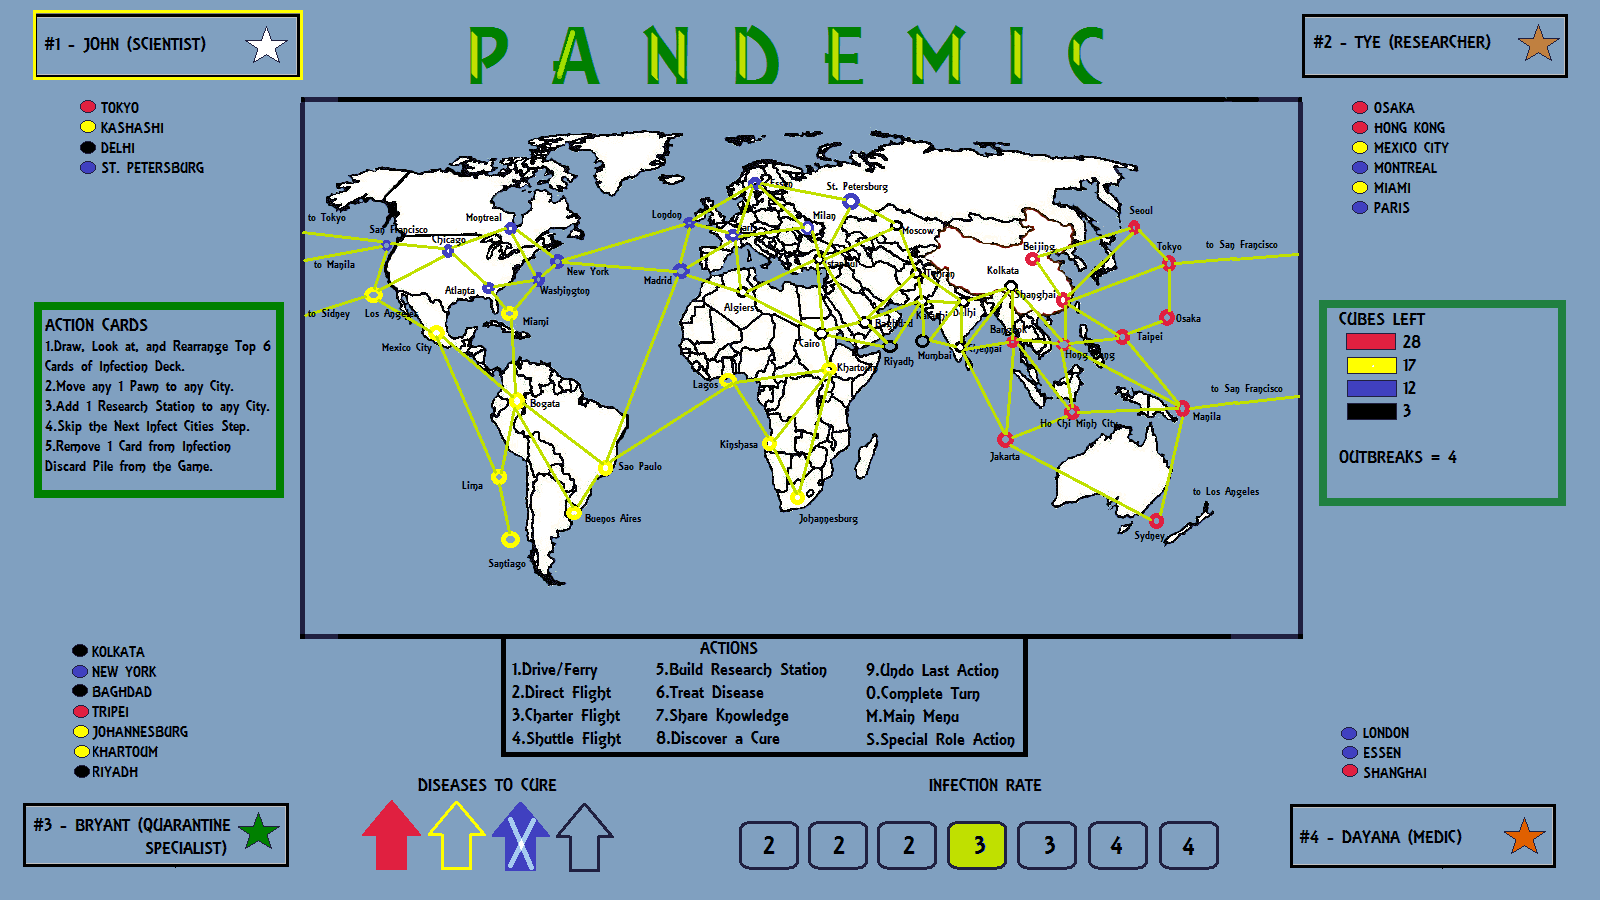 #1 - JOHN (SCIENTIST)
PANDEMIC
#2 - TYE (RESEARCHER)
TOKYO
KASHASHI
DELHI
ST. PETERSBURG
OSAKA
HONG KONG
MEXICO CITY
MONTREAL
MIAMI
PARIS
to Tokyo
to Manila
to Sidney
San Francisco
Chicago
Montreal
New York
Washington
Atlanta
Los Angeles
Mexico City
Miami
Bogata
Lima
Santiago
Sao Paulo
Buenos Aires
London
Madrid
Essen
St. Petersburg
Milan
Moscow
Algiers
Cairo
Baghdad
Riyadh
Karachi
Delhi
Mumbai
Kolkata
Beijing
Shanghai
Bangkok
Hong Kong
Seoul
Tokyo
to San Francisco
Osaka
Taipei
to San Francisco
Manila
Ho Chi Minh City
Jakarta
to Los Angeles
Sydney
Lagos
Khartoum
Kinshasa
Johannesburg
ACTION CARDS
1.Draw, Look at, and Rearrange Top 6
Cards of Infection Deck.
2.Move any 1 Pawn to any City.
3.Add 1 Research Station to any City.
4.Skip the Next Infect Cities Step.
5.Remove 1 Card from Infection
Discard Pile from the Game.
CUBES LEFT
28
17
12
3
OUTBREAKS = 4
ACTIONS
1.Drive/Ferry
2.Direct Flight
3.Charter Flight
4.Shuttle Flight
5.Build Research Station
6.Treat Disease
7.Share Knowledge
8.Discover a Cure
9.Undo Last Action
0.Complete Turn
M.Main Menu
S.Special Role Action
KOLKATA
NEW YORK
BAGHDAD
TRIPEI
JOHANNESBURG
KHARTOUM
RIYADH
LONDON
ESSEN
SHANGHAI
#3 - BRYANT (QUARANTINE
SPECIALIST)
DISEASES TO CURE
INFECTION RATE
2 2 2 3 3 4 4
#4 - DAYANA (MEDIC)